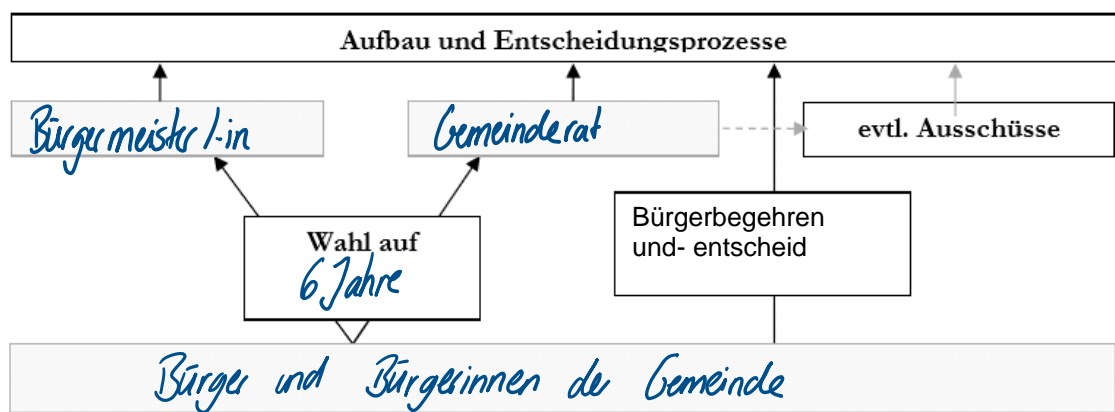 Aufbau und Entscheidungsprozesse
Bürgermeister/-in
Gemeinderat
evtl. Ausschüsse
Wahl auf
6 Jahre
Bürgerbegehren
und- entscheid
Bürger und Bürgerinnen der Gemeinde